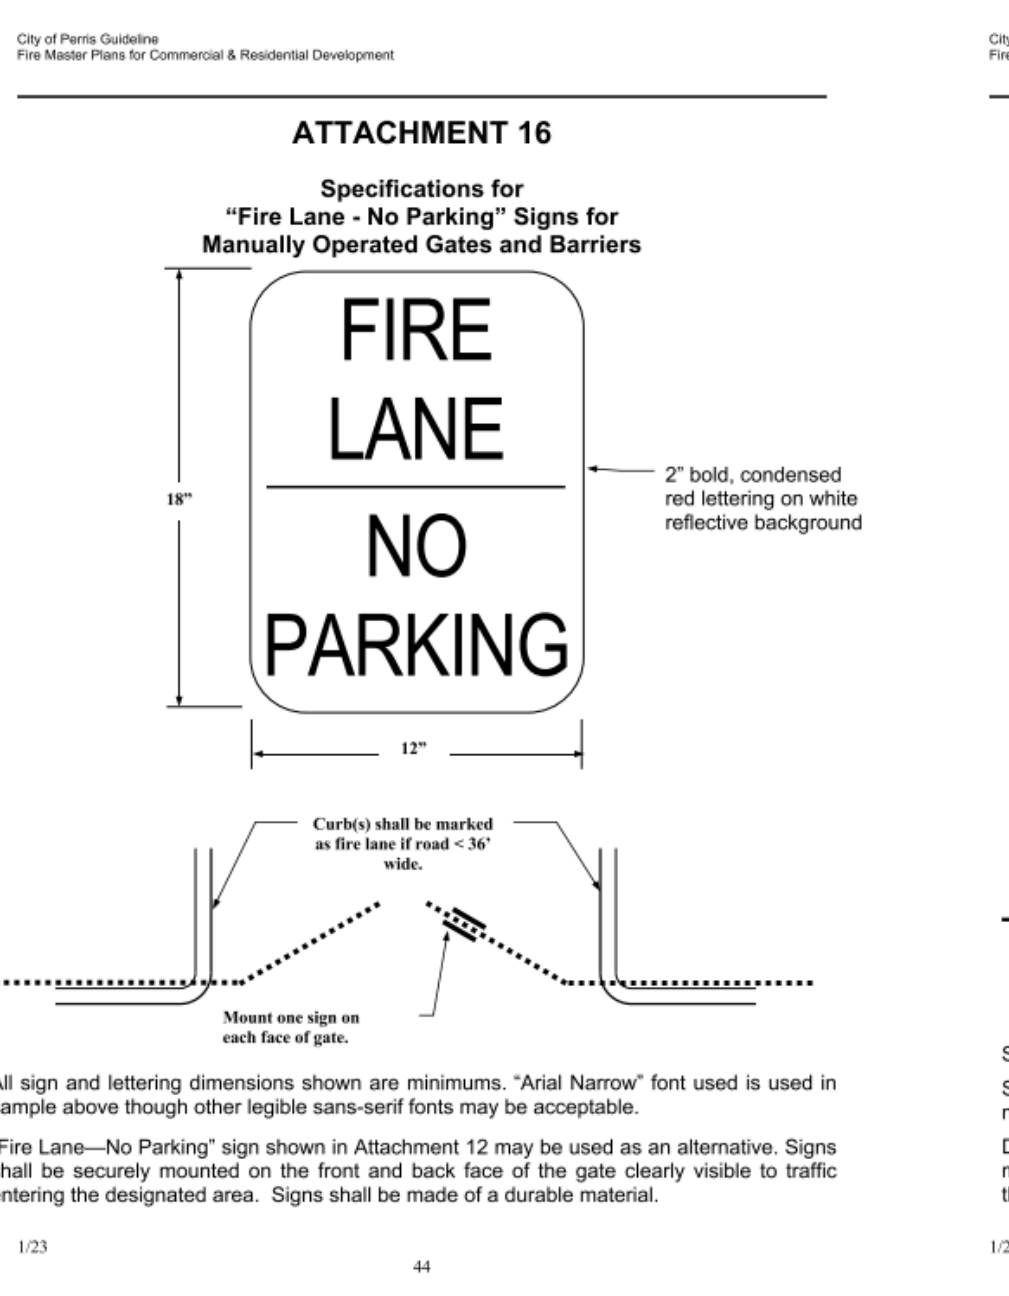 City of Perris Guideline
Fire Master Plans for Commercial & Residential Development
ATTACHMENT 16
Specifications for
“Fire Lane - No Parking” Signs for
Manually Operated Gates and Barriers
FIRE
LANE
NO
PARKING
18”
2” bold, condensed
red lettering on white
reflective background
12”
Curb(s) shall be marked
as fire lane if road < 36’
wide.
Mount one sign on
each face of gate.
All sign and lettering dimensions shown are minimums. “Arial Narrow” font used is used in
ample above though other legible sans-serif fonts may be acceptable.
Fire Lane—No Parking” sign shown in Attachment 12 may be used as an alternative. Signs
hall be securely mounted on the front and back face of the gate clearly visible to traffic
entering the designated area. Signs shall be made of a durable material.
1/23
44